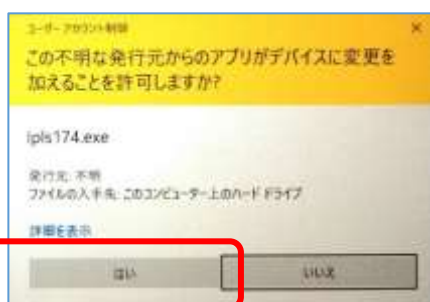 ユーザー アカウント制御
この不明な発行元からのアプリがデバイスに変更を
加えることを許可しますか?
ipls174.exe
発行元: 不明
ファイルの入手先: このコンピューター上のハード ドライブ
詳細を表示
はい
いいえ